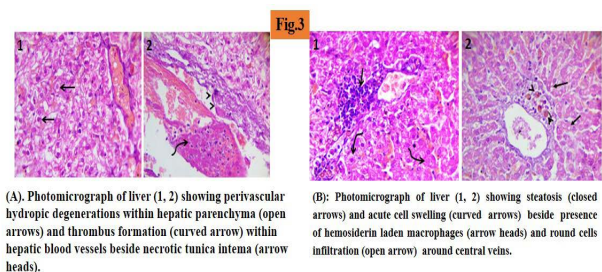 Fig.3
1
2
1
2
(A). Photomicrograph of liver (1, 2) showing perivascular
hydropic degenerations within hepatic parenchyma (open
arrows) and thrombus formation (curved arrow) within
hepatic blood vessels beside necrotic tunica intema (arrow
heads).
(B): Photomicrograph of liver (1, 2) showing steatosis (closed
arrows) and acute cell swelling (curved arrows) beside presence
of hemosiderin laden macrophages (arrow heads) and round cells
infiltration (open arrow) around central veins.